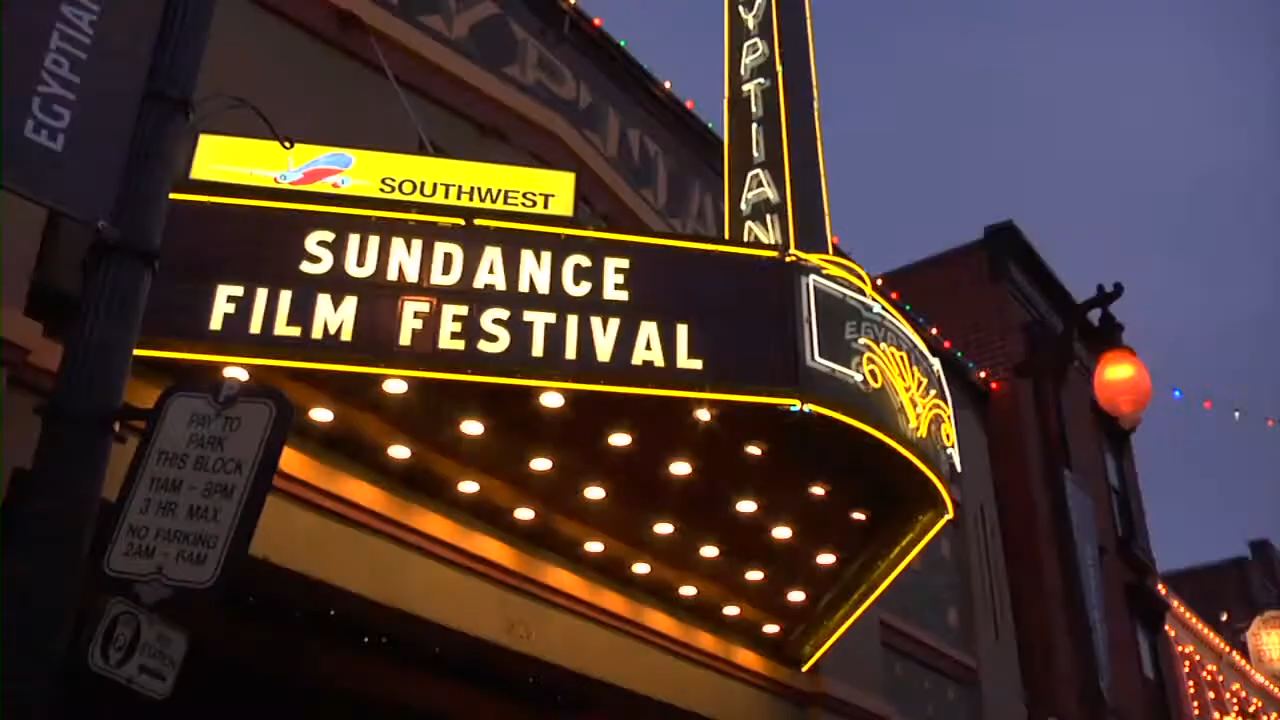 EGYPTIAN
YPTIAN
SOUTHWEST
SUNDANCE
FILM FESTIVAL
EGYPTIAN
PAY TO
PARK
THIS BLOCK
11AM - 8PM
3 HR. MAX.
NO PARKING
2AM - 6AM